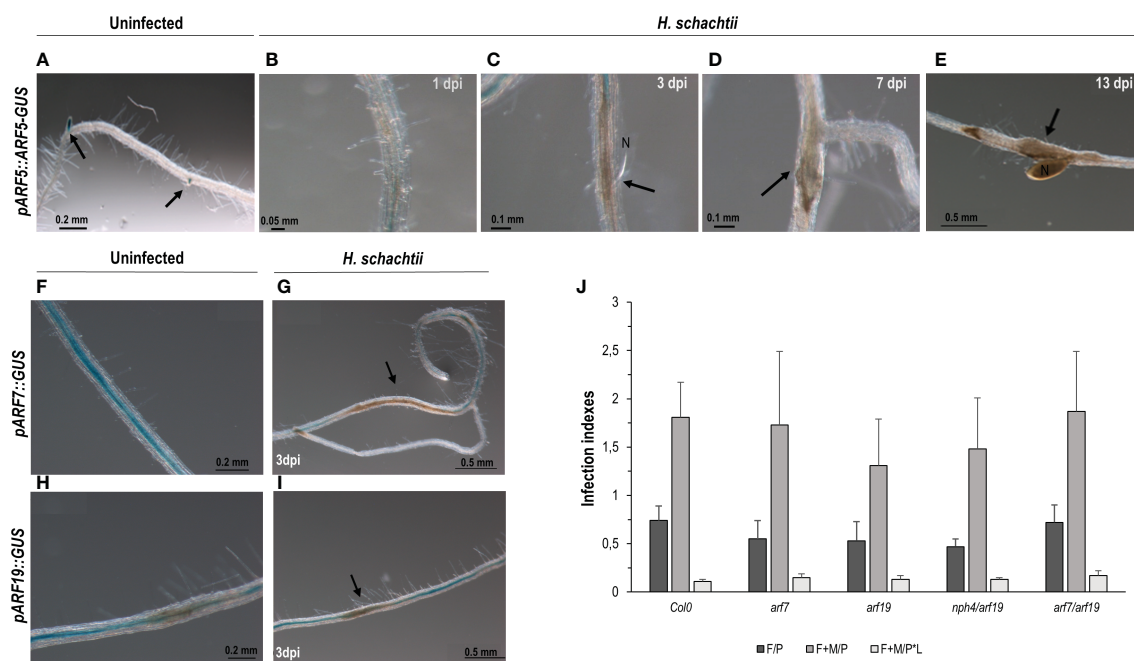 Uninfected
H. schachtii
A
B
C
D
E
pARF5::ARF5-GUS
1 dpi
3 dpi
7 dpi
13 dpi
N
N
0.2 mm
0.05 mm
0.1 mm
0.1 mm
0.5 mm
Uninfected
H. schachtii
F
G
pARF7::GUS
0.2 mm
3dpi
0.5 mm
H
I
pARF19::GUS
0.2 mm
3dpi
0.5 mm
J
Infection indexes
3
2,5
2
1,5
1
0,5
0
Col0
arf7
arf19
nph4/arf19
arf7/arf19
F/P
F+M/P
F+M/P*L